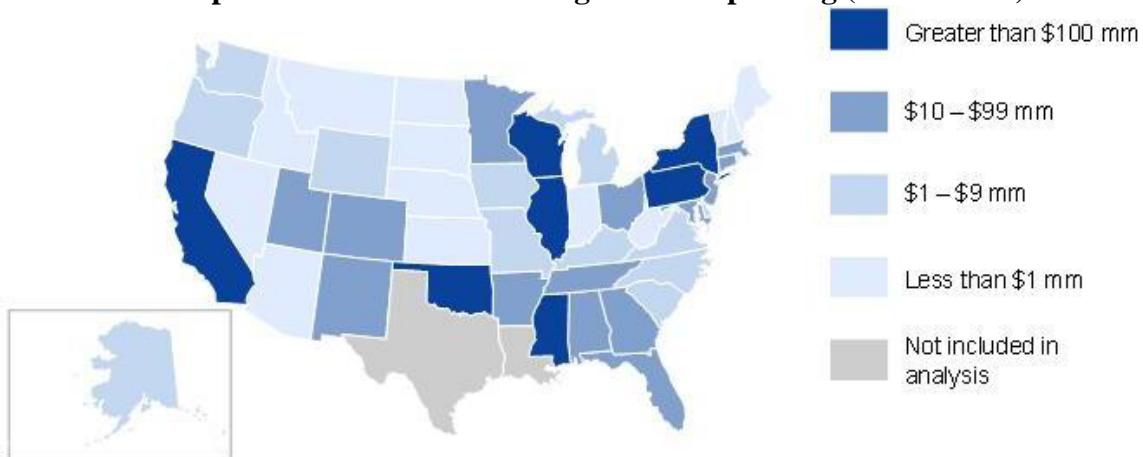 Greater than $100 mm
$10 – $99 mm
$1 – $9 mm
Less than $1 mm
Not included in
analysis